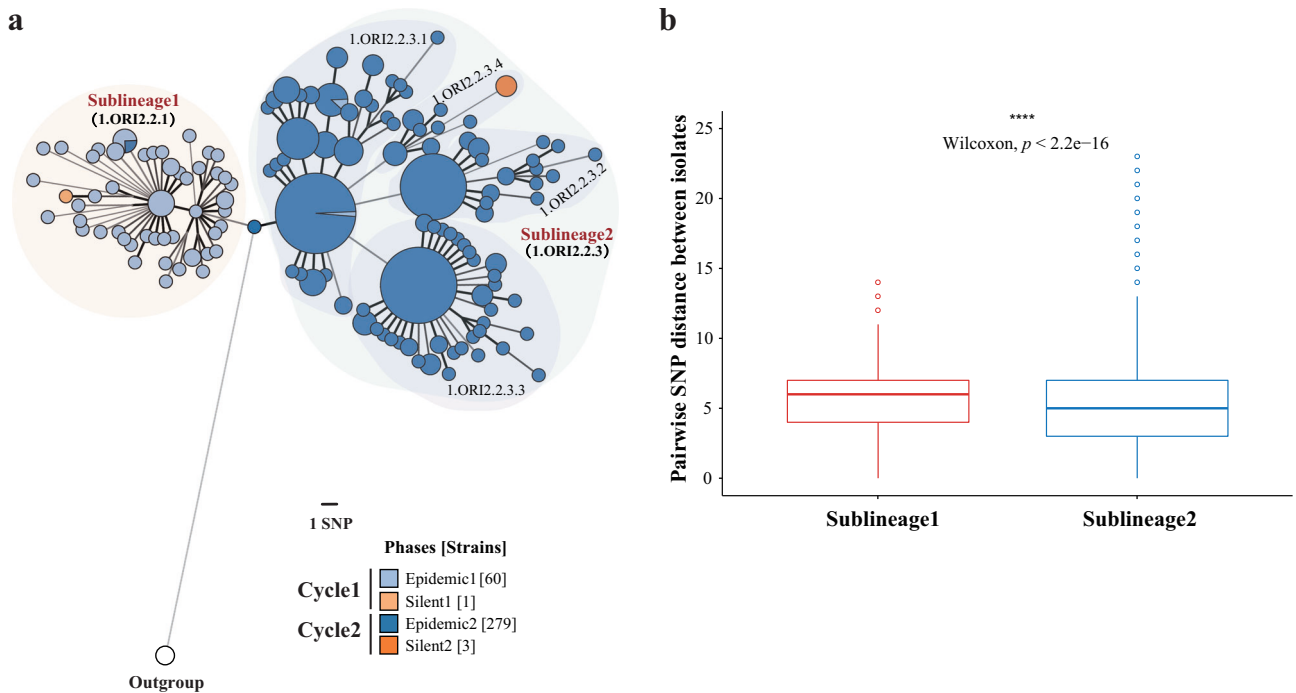 a
1.ORI2.2.3.1
1.ORI2.2.3.4
Sublineage1
(1.ORI2.2.1)
1.ORI2.2.3.2
Sublineage2
(1.ORI2.2.3)
1.ORI2.2.3.3
1 SNP
Phases [Strains]
Cycle1
Epidemic1 [60]
Silent1 [1]
Cycle2
Epidemic2 [279]
Silent2 [3]
Outgroup
b
Pairwise SNP distance between isolates
25
20
15
10
5
0
****
Wilcoxon, p < 2.2e−16
Sublineage1
Sublineage2